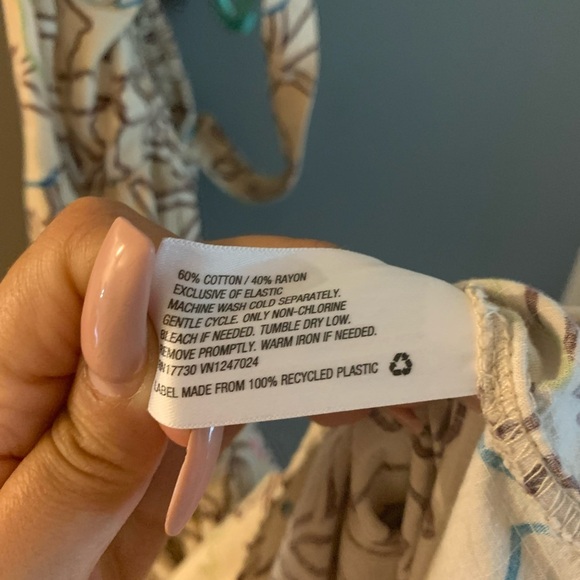 60% COTTON / 40% RAYON
EXCLUSIVE OF ELASTIC
MACHINE WASH COLD SEPARATELY.
GENTLE CYCLE. ONLY NON-CHLORINE
BLEACH IF NEEDED. TUMBLE DRY LOW.
REMOVE PROMPTLY. WARM IRON IF NEEDED.
17730 VN1247024
LABEL MADE FROM 100% RECYCLED PLASTIC